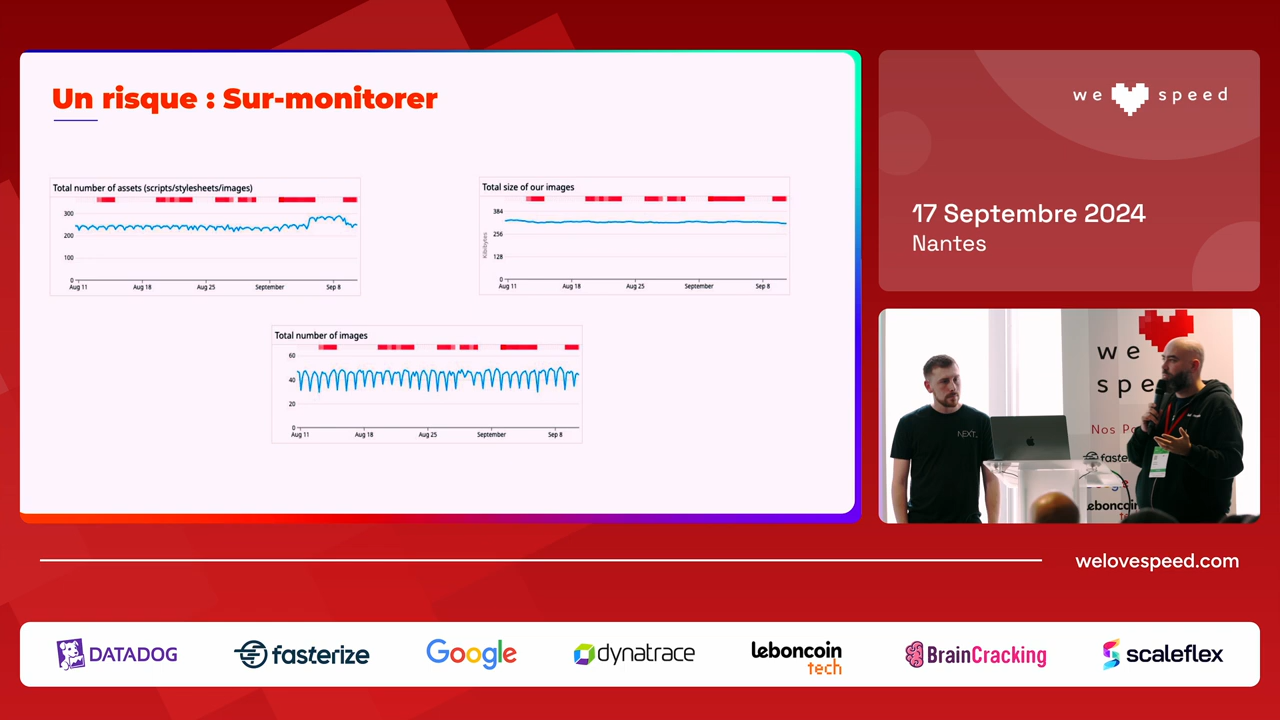 Un risque : Sur-monitorer
Total number of assets (scripts/stylesheets/images)
300
200
100
0
Aug 11 Aug 18 Aug 25 September Sep 8
Total size of our images
Kibibytes
384
256
128
0
Aug 11 Aug 18 Aug 25 September Sep 8
Total number of images
60
40
20
0
Aug 11 Aug 18 Aug 25 September Sep 8
we speed
17 Septembre 2024
Nantes
we
spe
NEXT.
Nos Pa
faste
leboncoin
welovespeed.com
DATADOG
fasterize
Google
dynatrace
leboncoin
tech
BrainCracking
scaleflex